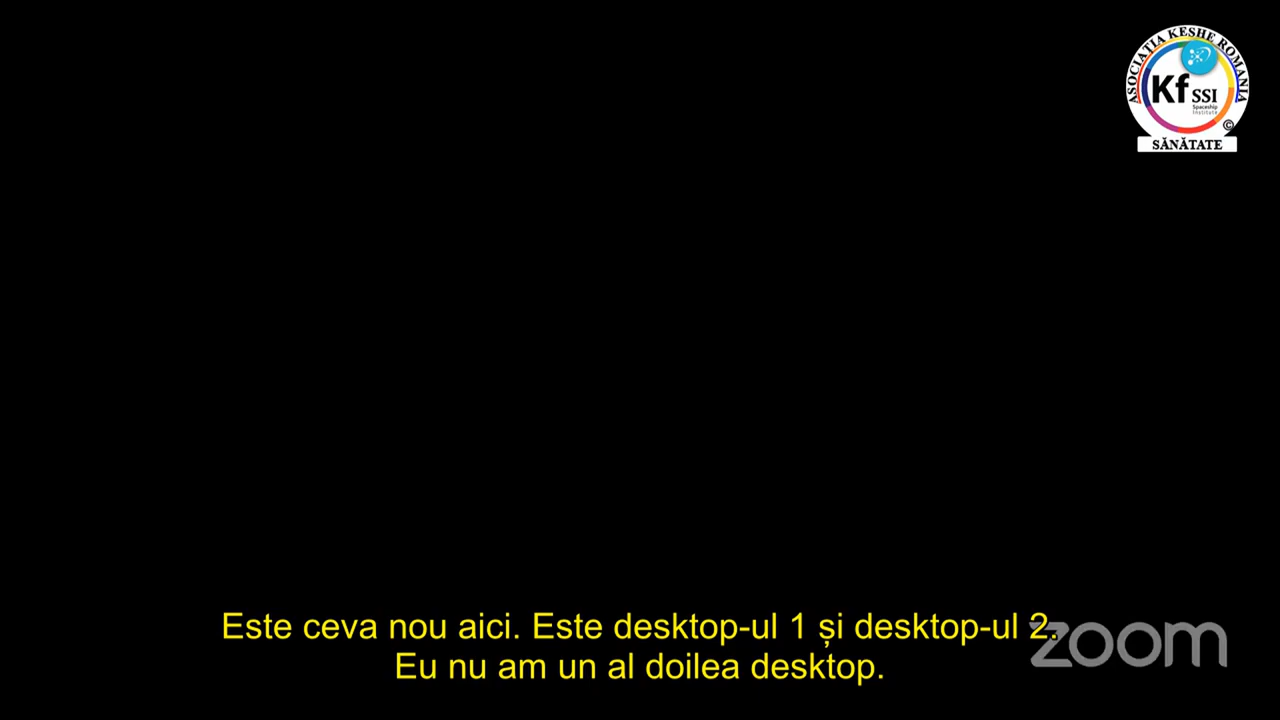 ASOCIAȚIA KESHE ROMANIA
Kf SSI
Spaceship
Institute
©
SĂNĂTATE
Este ceva nou aici. Este desktop-ul 1 și desktop-ul 2.
Eu nu am un al doilea desktop.
zoom